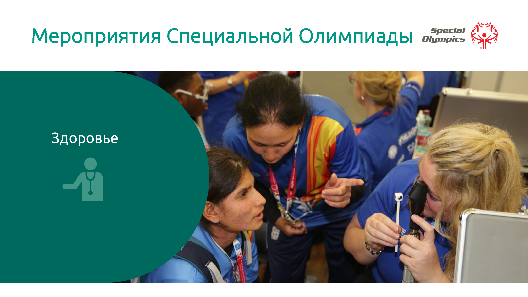 Мероприятия Специальной Олимпиады
Special
Olympics
Здоровье